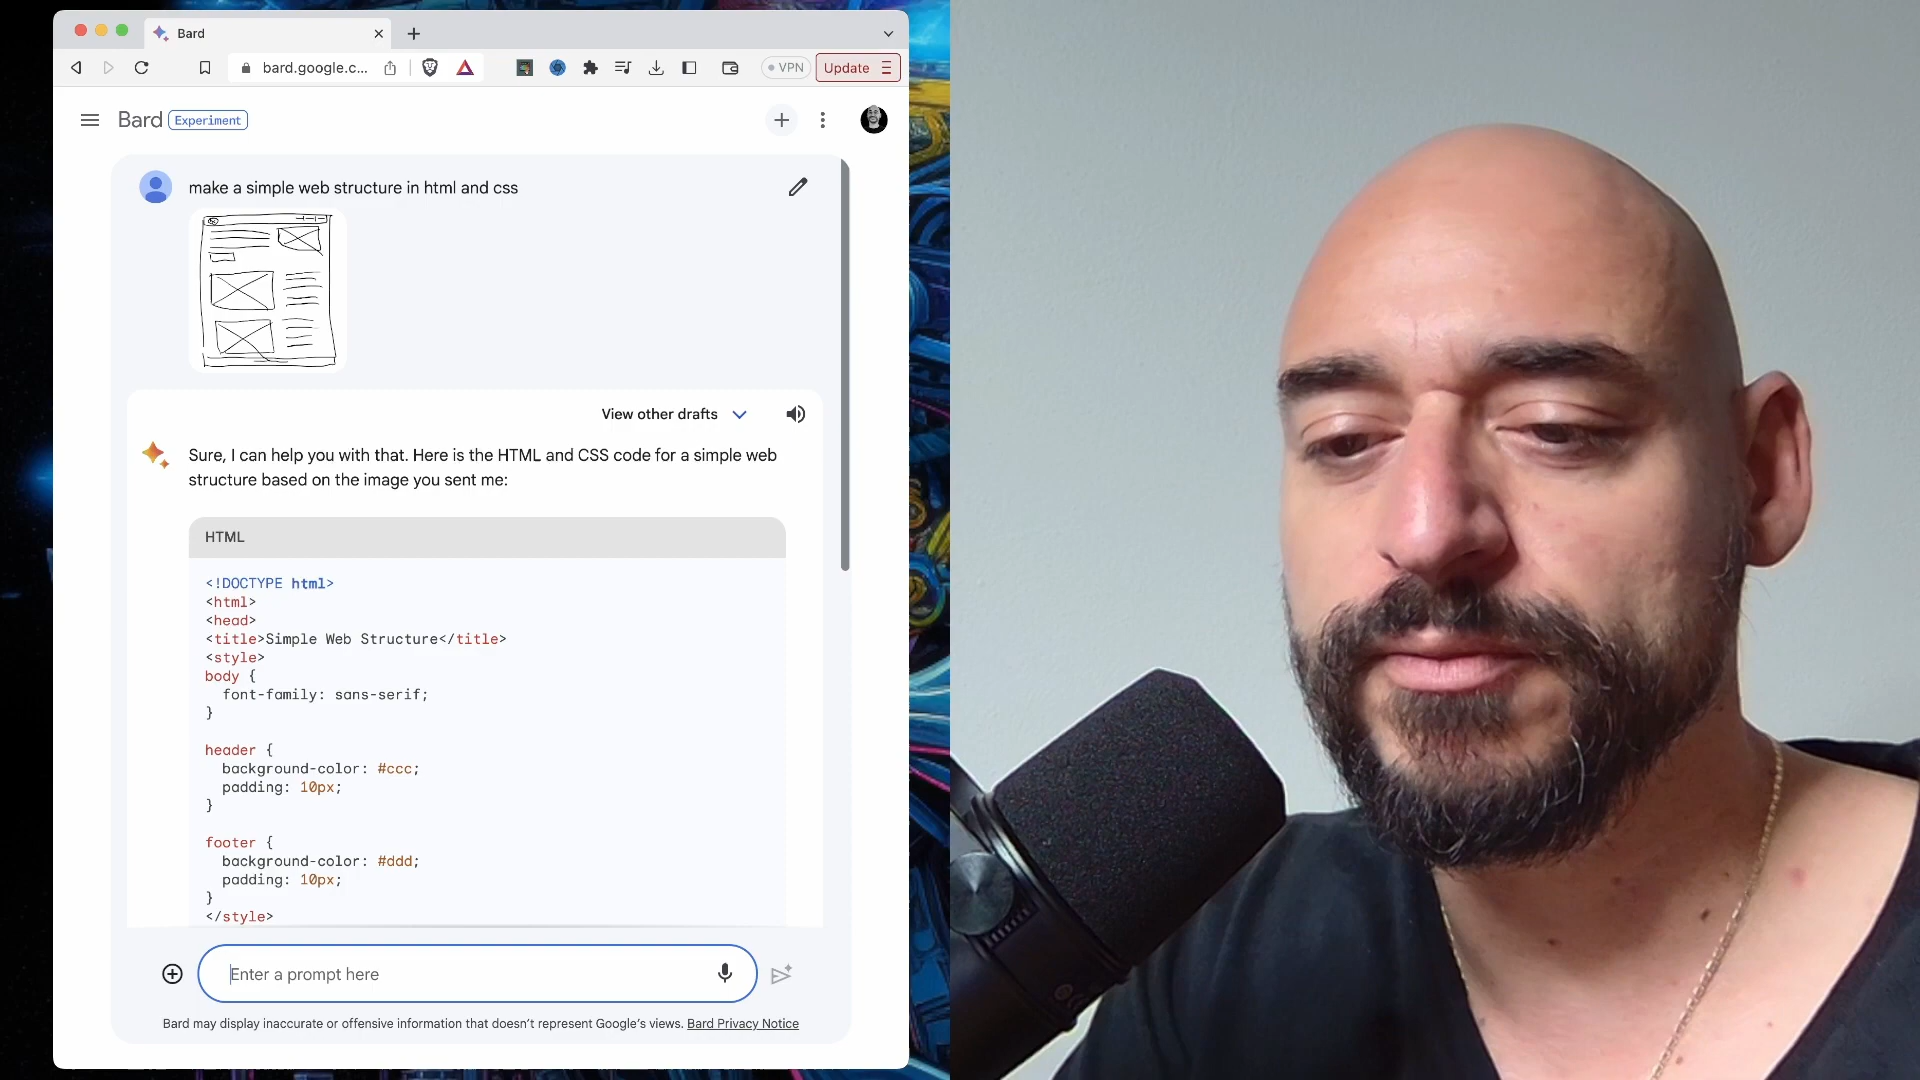 Bard
bard.google.c...
VPN
Update
Bard Experiment
make a simple web structure in html and css
View other drafts
Sure, I can help you with that. Here is the HTML and CSS code for a simple web
structure based on the image you sent me:
HTML
<!DOCTYPE html>
<html>
<head>
<title>Simple Web Structure</title>
<style>
body {
  font-family: sans-serif;
}
header {
  background-color: #ccc;
  padding: 10px;
}
footer {
  background-color: #ddd;
  padding: 10px;
}
</style>
Enter a prompt here
Bard may display inaccurate or offensive information that doesn't represent Google's views. Bard Privacy Notice